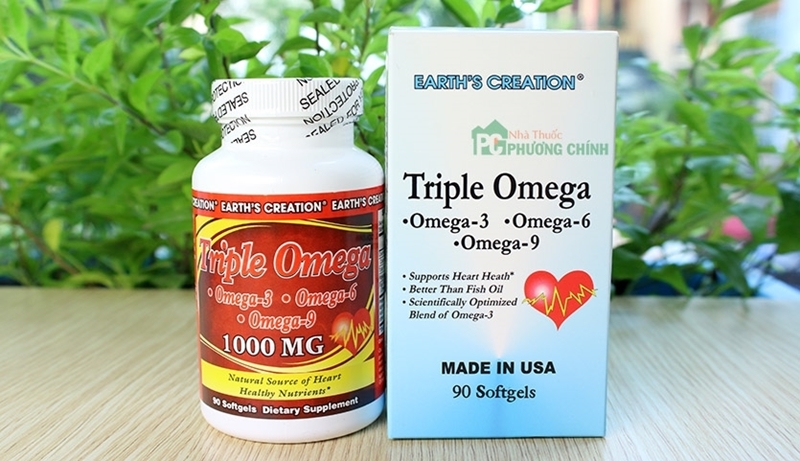 SEALED
PROTECTION
SEALED
EARTH'S CREATION® EARTH'S
Triple Omega
•Omega-3 •Omega-6
•Omega-9
1000 MG
Natural Source of Heart
Healthy Nutrients*
90 Softgels Dietary Supplement
EARTH'S CREATION®
Nhà Thuốc
PC PHƯƠNG CHÍNH
Triple Omega
•Omega-3 •Omega-6
•Omega-9
• Supports Heart Heath*
• Better Than Fish Oil
• Scientifically Optimized
Blend of Omega-3
MADE IN USA
90 Softgels